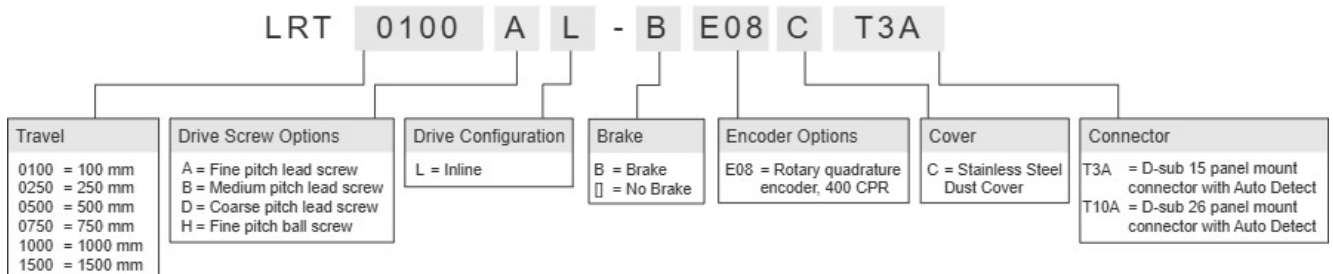 LRT 0100 A L - B E08 C T3A
Travel
0100 = 100 mm
0250 = 250 mm
0500 = 500 mm
0750 = 750 mm
1000 = 1000 mm
1500 = 1500 mm
Drive Screw Options
A = Fine pitch lead screw
B = Medium pitch lead screw
D = Coarse pitch lead screw
H = Fine pitch ball screw
Drive Configuration
L = Inline
Brake
B = Brake
[] = No Brake
Encoder Options
E08 = Rotary quadrature
encoder, 400 CPR
Cover
C = Stainless Steel
Dust Cover
Connector
T3A = D-sub 15 panel mount
connector with Auto Detect
T10A = D-sub 26 panel mount
connector with Auto Detect